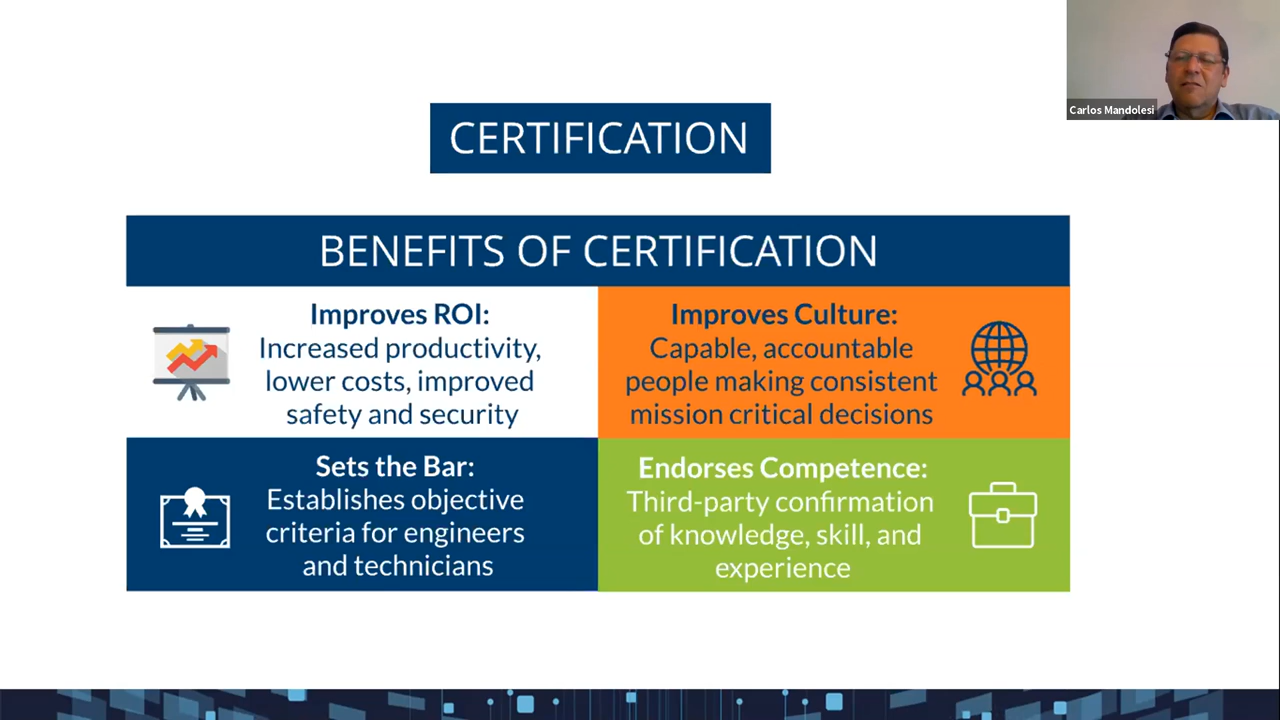 Carlos Mandolesi
CERTIFICATION
BENEFITS OF CERTIFICATION
Improves ROI:
Increased productivity,
lower costs, improved
safety and security
Improves Culture:
Capable, accountable
people making consistent
mission critical decisions
Sets the Bar:
Establishes objective
criteria for engineers
and technicians
Endorses Competence:
Third-party confirmation
of knowledge, skill, and
experience